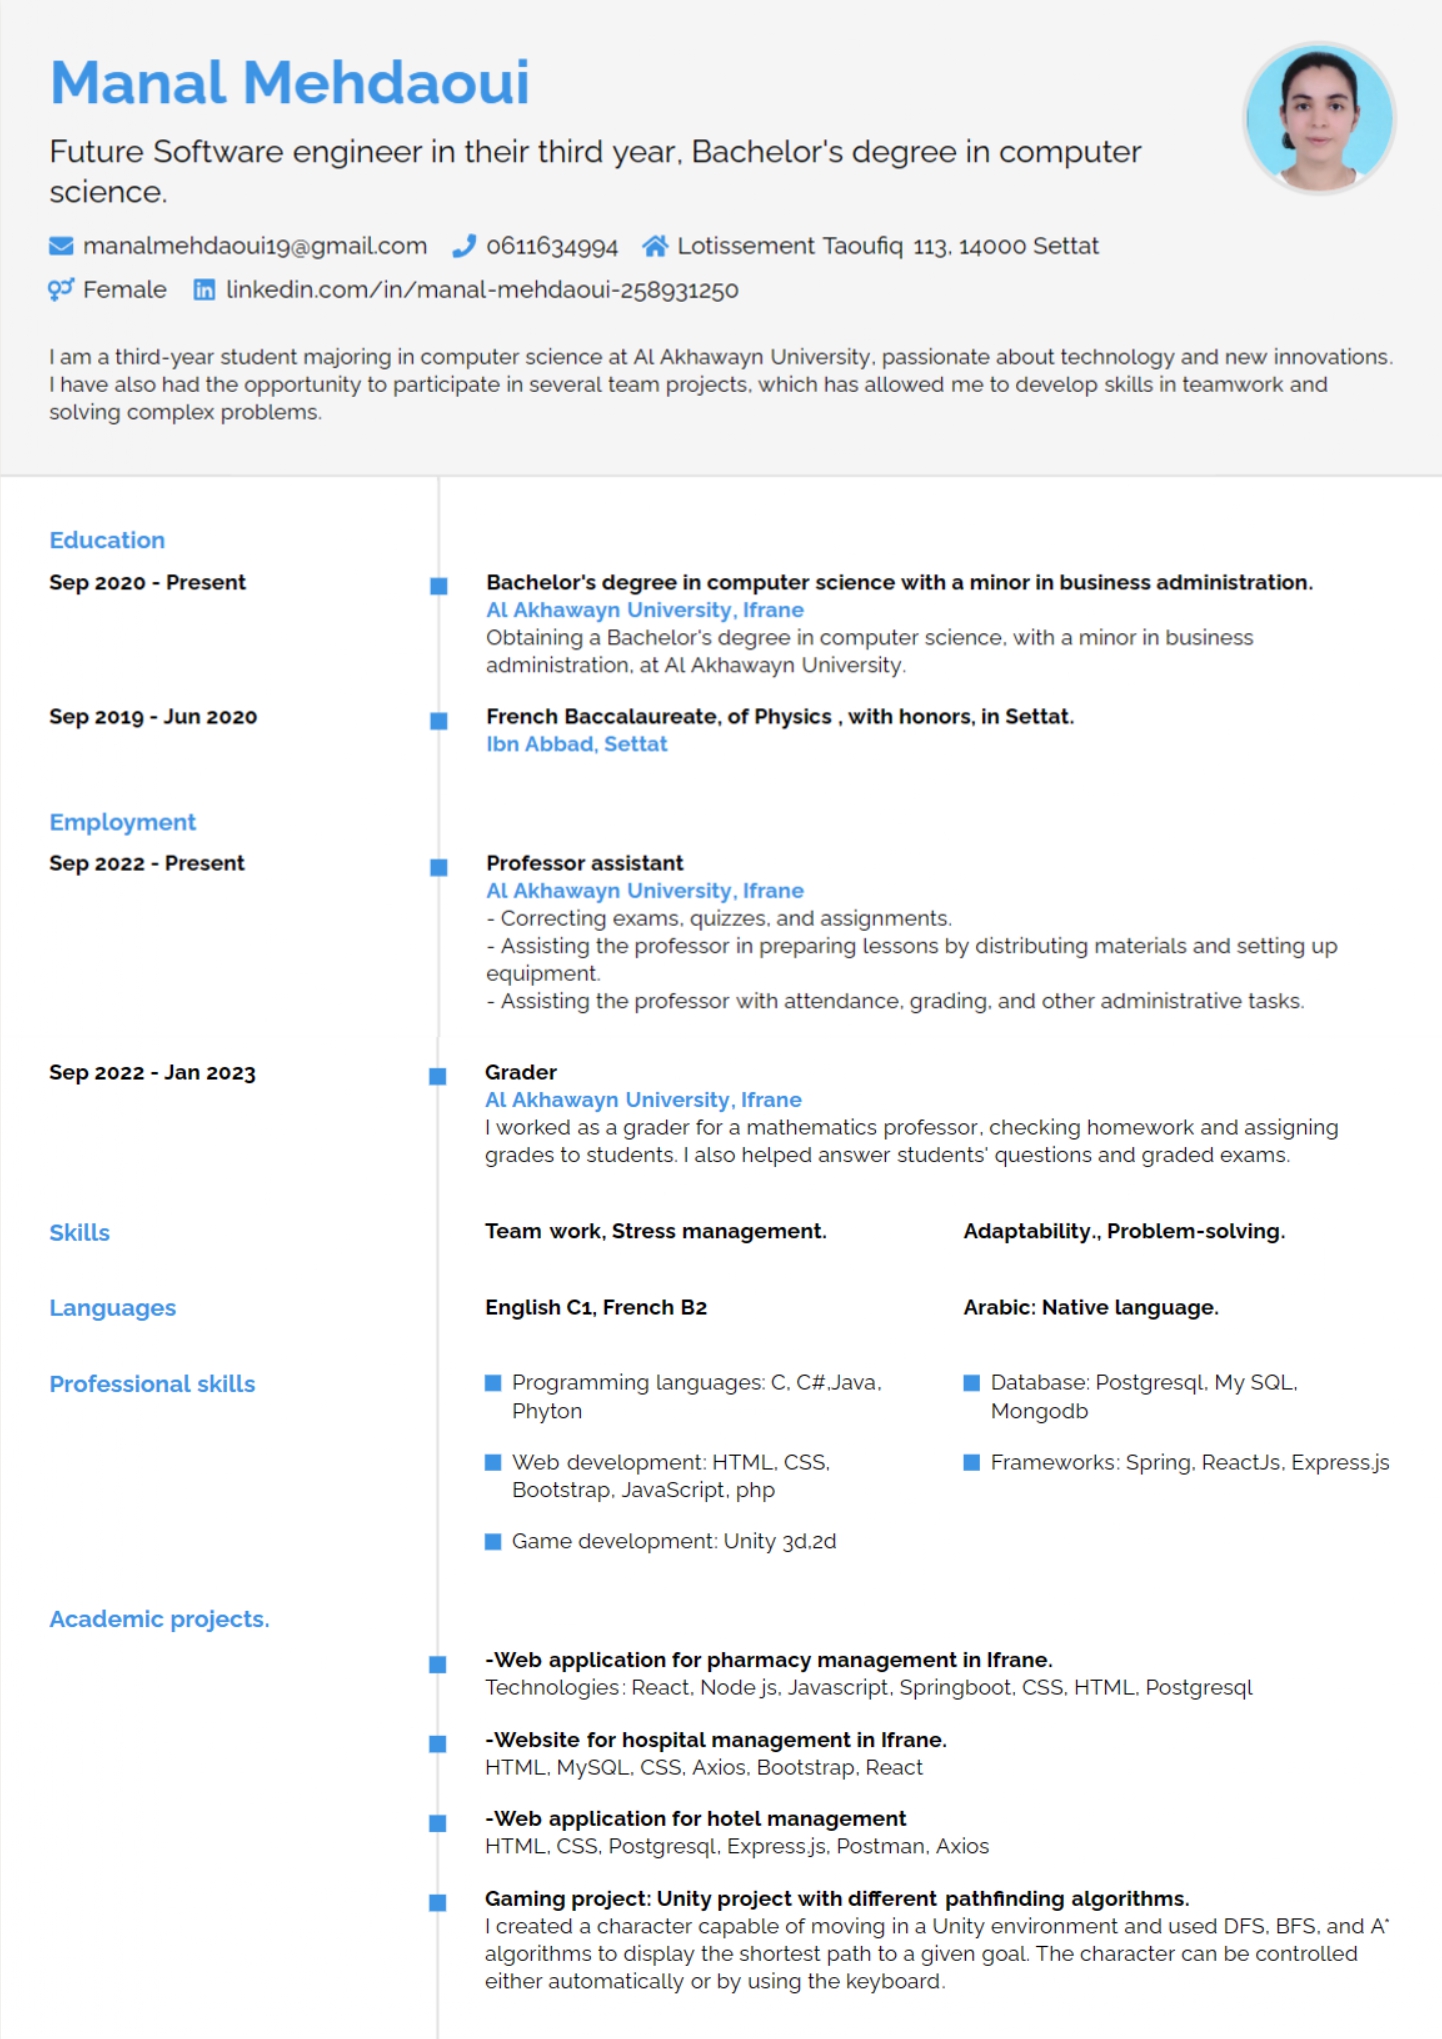 Manal Mehdaoui
Future Software engineer in their third year, Bachelor's degree in computer
science.
manalmehdaoui19@gmail.com 0611634994 Lotissement Taoufiq 113, 14000 Settat
Female linkedin.com/in/manal-mehdaoui-258931250
I am a third-year student majoring in computer science at Al Akhawayn University, passionate about technology and new innovations.
I have also had the opportunity to participate in several team projects, which has allowed me to develop skills in teamwork and
solving complex problems.
Education
Sep 2020 - Present
Bachelor's degree in computer science with a minor in business administration.
Al Akhawayn University, Ifrane
Obtaining a Bachelor's degree in computer science, with a minor in business
administration, at Al Akhawayn University.
Sep 2019 - Jun 2020
French Baccalaureate, of Physics , with honors, in Settat.
Ibn Abbad, Settat
Employment
Sep 2022 - Present
Professor assistant
Al Akhawayn University, Ifrane
- Correcting exams, quizzes, and assignments.
- Assisting the professor in preparing lessons by distributing materials and setting up
equipment.
- Assisting the professor with attendance, grading, and other administrative tasks.
Sep 2022 - Jan 2023
Grader
Al Akhawayn University, Ifrane
I worked as a grader for a mathematics professor, checking homework and assigning
grades to students. I also helped answer students' questions and graded exams.
Skills
Team work, Stress management.
Adaptability., Problem-solving.
Languages
English C1, French B2
Arabic: Native language.
Professional skills
Programming languages: C, C#,Java,
Phyton
Database: Postgresql, My SQL,
Mongodb
Web development: HTML, CSS,
Bootstrap, JavaScript, php
Frameworks: Spring, ReactJs, Express.js
Game development: Unity 3d,2d
Academic projects.
-Web application for pharmacy management in Ifrane.
Technologies: React, Node js, Javascript, Springboot, CSS, HTML, Postgresql
-Website for hospital management in Ifrane.
HTML, MySQL, CSS, Axios, Bootstrap, React
-Web application for hotel management
HTML, CSS, Postgresql, Express.js, Postman, Axios
Gaming project: Unity project with different pathfinding algorithms.
I created a character capable of moving in a Unity environment and used DFS, BFS, and A*
algorithms to display the shortest path to a given goal. The character can be controlled
either automatically or by using the keyboard.